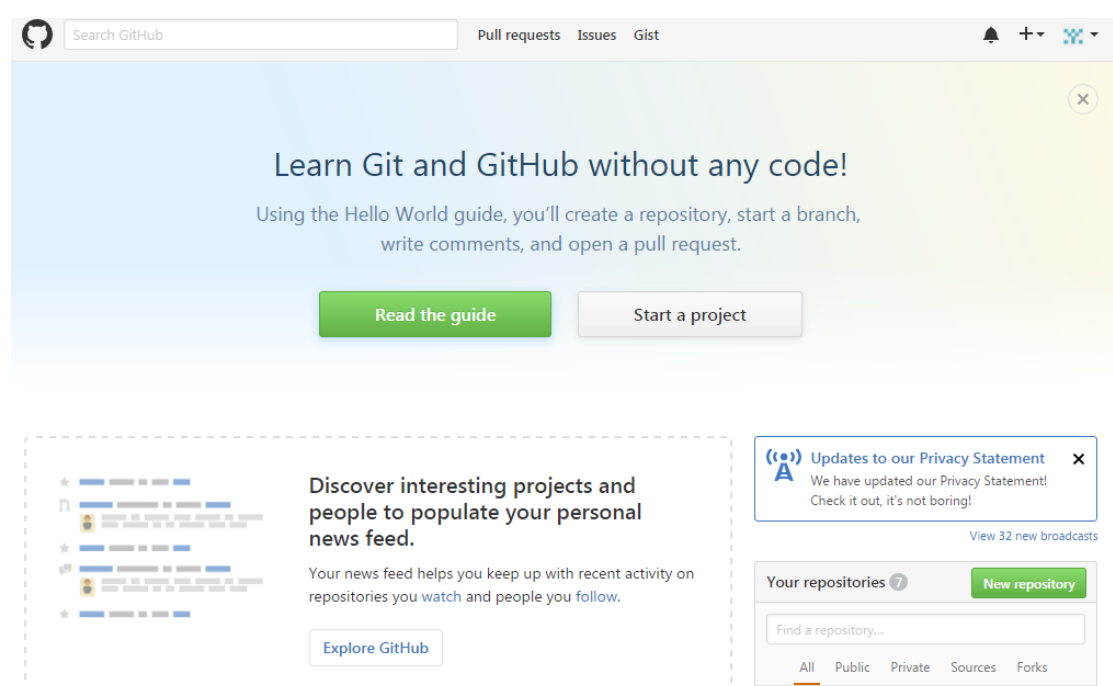 Search GitHub
Pull requests Issues Gist
Learn Git and GitHub without any code!
Using the Hello World guide, you’ll create a repository, start a branch,
write comments, and open a pull request.
Read the guide
Start a project
Discover interesting projects and
people to populate your personal
news feed.
Your news feed helps you keep up with recent activity on
repositories you watch and people you follow.
Explore GitHub
Updates to our Privacy Statement
We have updated our Privacy Statement!
Check it out, it's not boring!
View 32 new broadcasts
Your repositories 7
New repository
Find a repository...
All Public Private Sources Forks